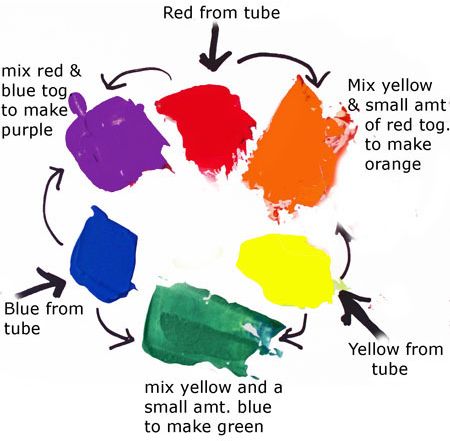 Red from tube
mix red &
blue tog.
to make
purple
Mix yellow
& small amt
of red tog.
to make
orange
Blue from
tube
Yellow from
tube
mix yellow and a
small amt. blue
to make green